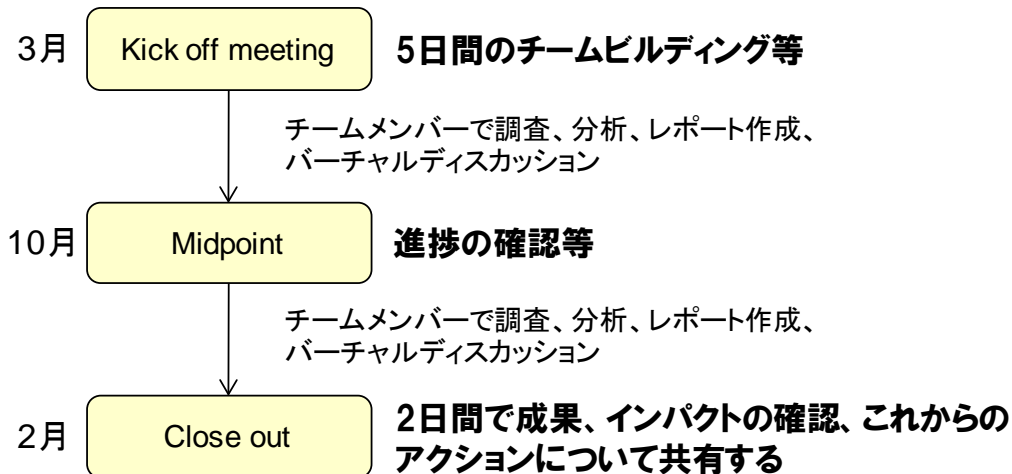 3月
Kick off meeting
5日間のチームビルディング等
チームメンバーで調査、分析、レポート作成、
バーチャルディスカッション
10月
Midpoint
進捗の確認等
チームメンバーで調査、分析、レポート作成、
バーチャルディスカッション
2月
Close out
2日間で成果、インパクトの確認、これからの
アクションについて共有する